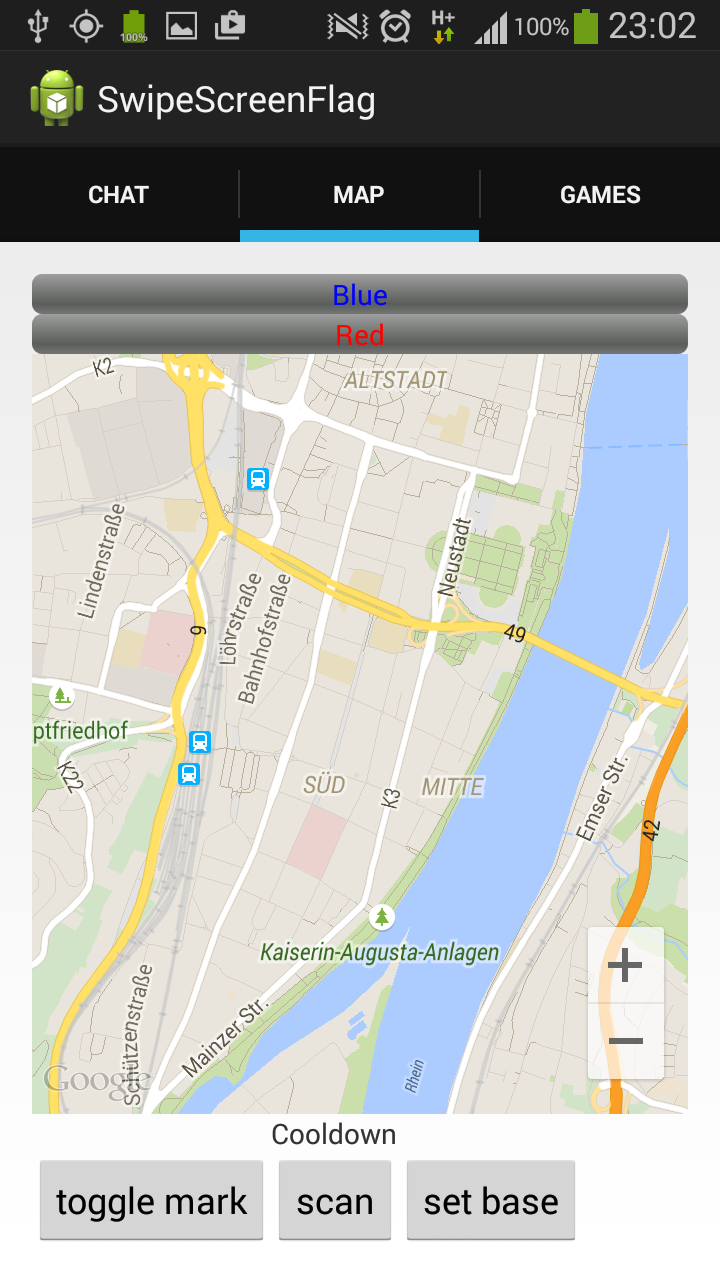 100%
H+
100%
23:02
SwipeScreenFlag
CHAT
MAP
GAMES
Blue
Red
K2
ALTSTADT
Lindenstraße
Neustadt
Löhrstraße
Bahnhofstraße
9
49
ptfriedhof
K22
SÜD
MITTE
K3
Emser Str.
42
Kaiserin-Augusta-Anlagen
Schützenstraße
Mainzer Str.
Rhein
Google
+
−
Cooldown
toggle mark
scan
set base